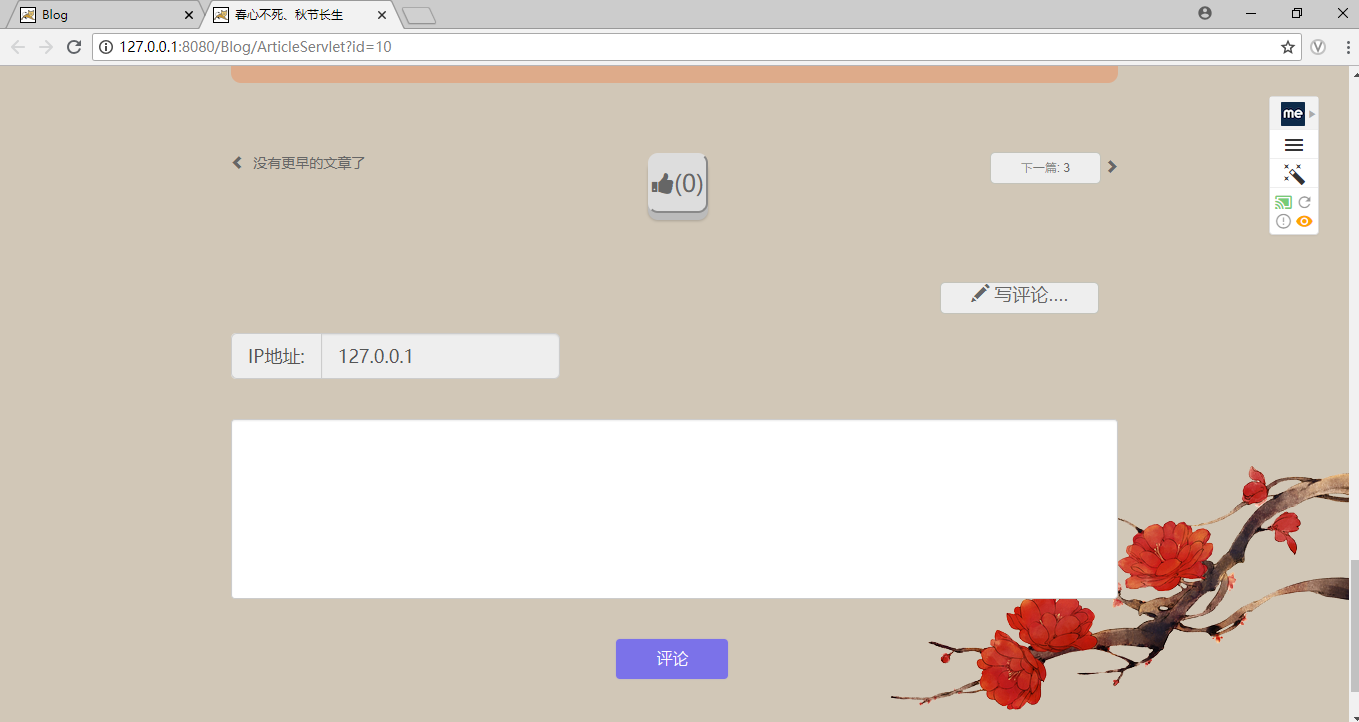 Blog
春心不死、秋节长生
127.0.0.1:8080/Blog/ArticleServlet?id=10
me
没有更早的文章了
(0)
下一篇: 3
写评论....
IP地址: 127.0.0.1
评论